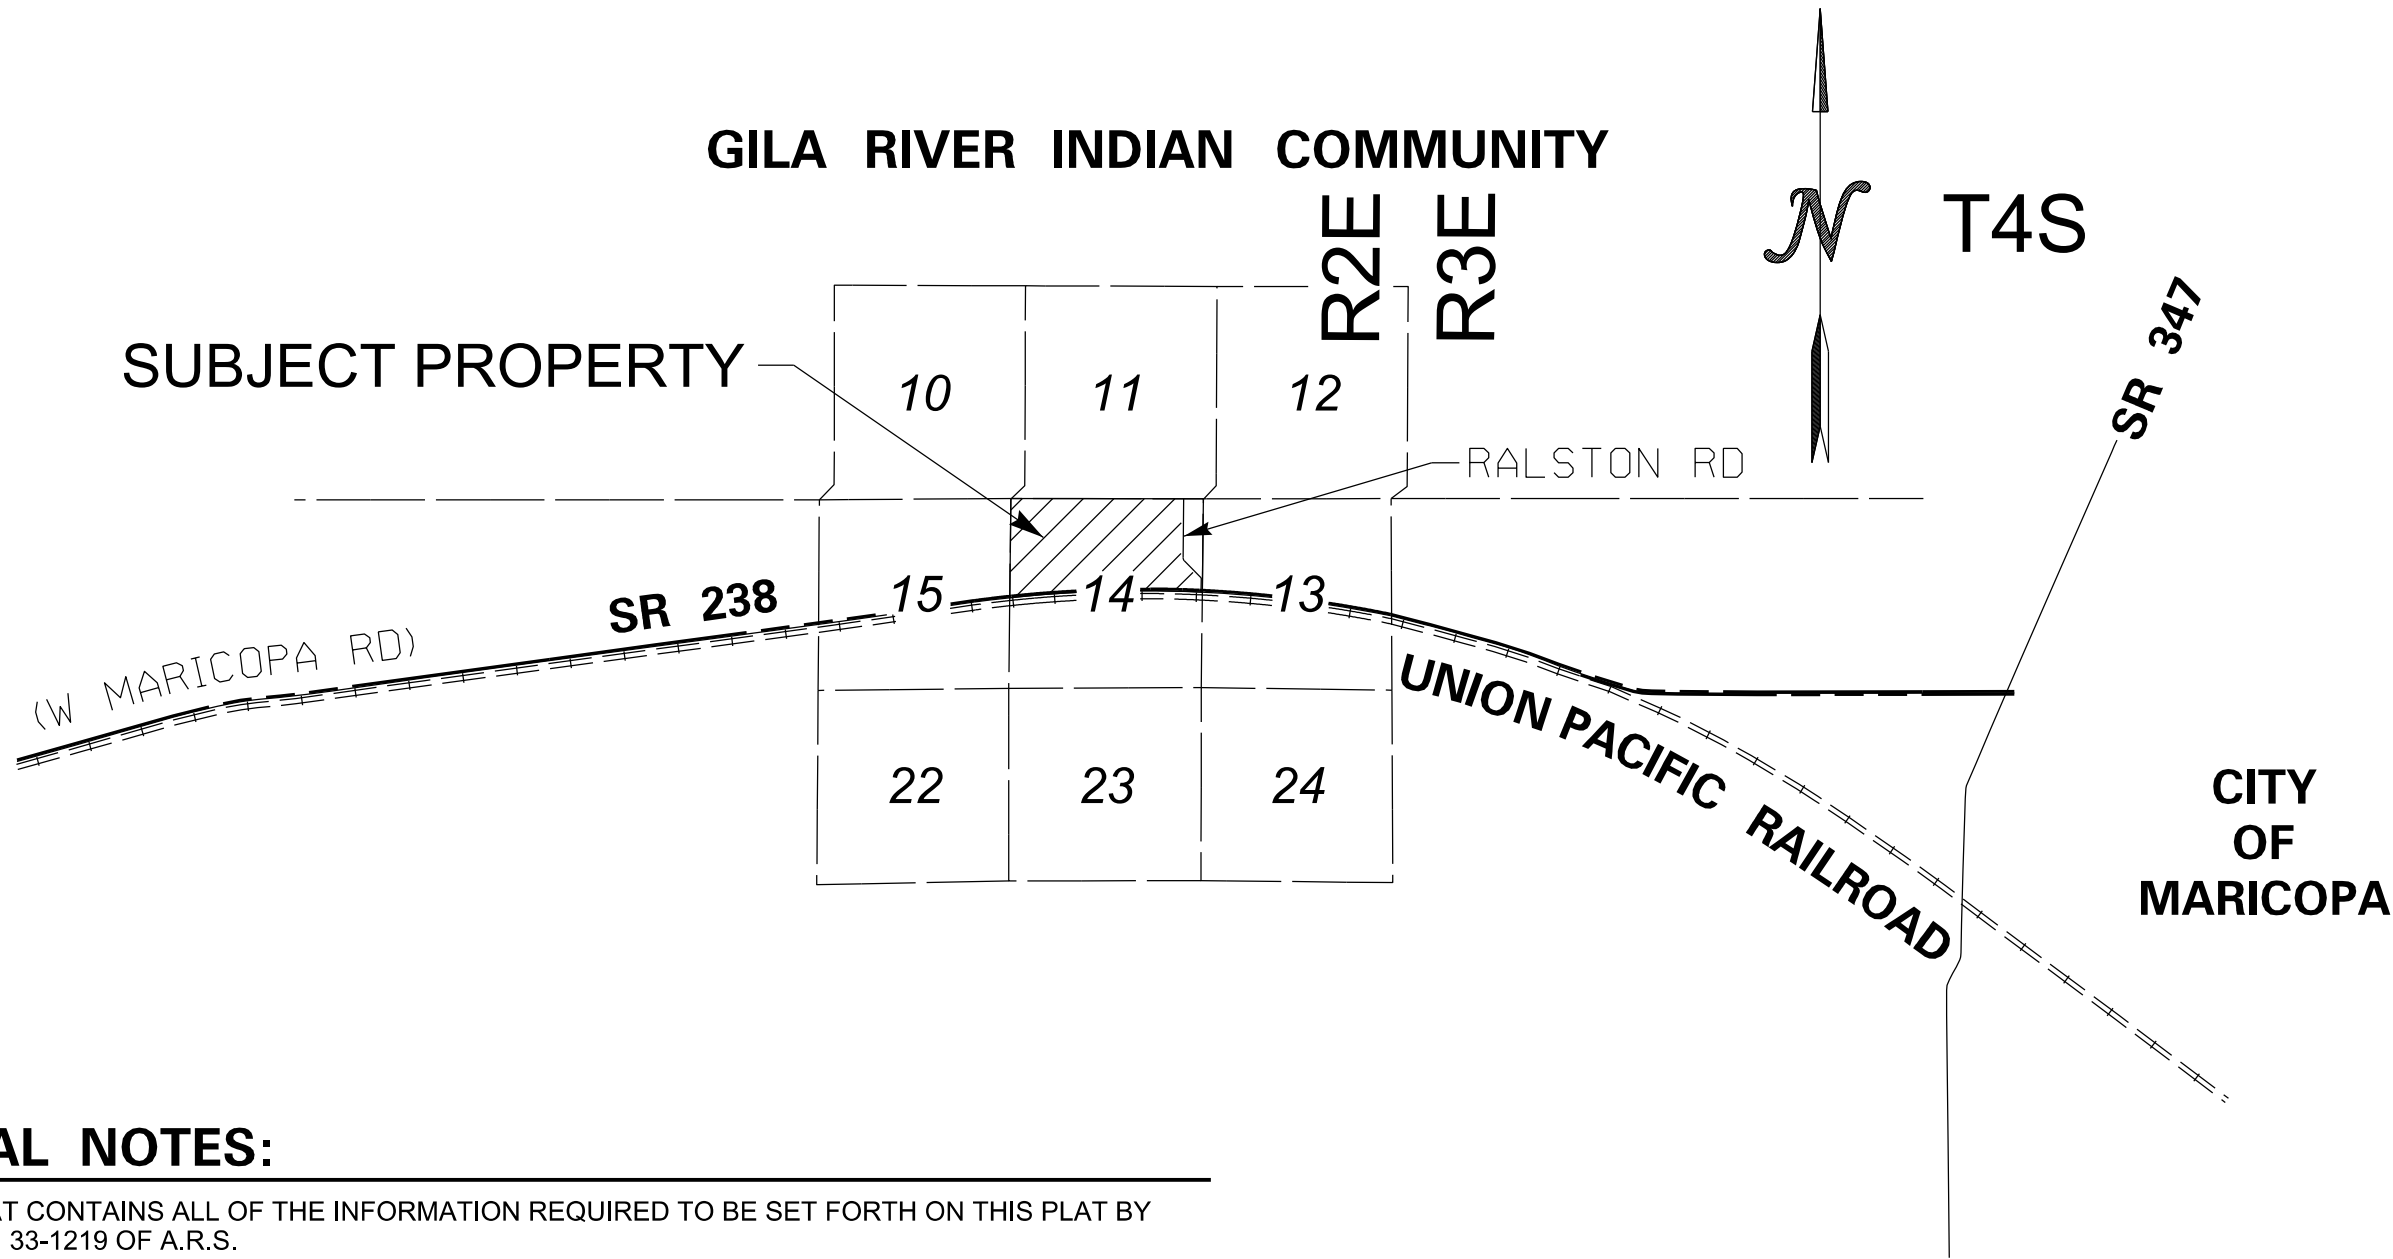 GILA RIVER INDIAN COMMUNITY
R2E
R3E
N
T4S
SR 347
SUBJECT PROPERTY
10
11
12
RALSTON RD
15
14
13
SR 238
(W MARICOPA RD)
UNION PACIFIC RAILROAD
22
23
24
CITY
OF
MARICOPA
AL NOTES:
AT CONTAINS ALL OF THE INFORMATION REQUIRED TO BE SET FORTH ON THIS PLAT BY
33-1219 OF A.R.S.